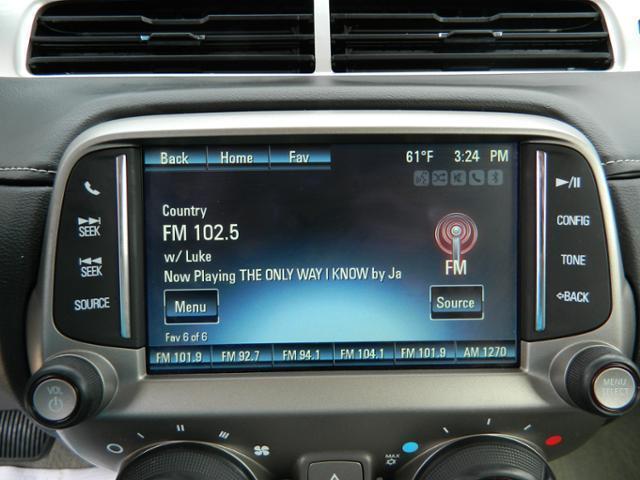 Back Home Fav 61°F 3:24 PM
Country
FM 102.5
w/ Luke
Now Playing THE ONLY WAY I KNOW by Ja
FM
Menu
Source
Fav 6 of 6
FM 101.9 FM 92.7 FM 94.1 FM 104.1 FM 101.9 AM 1270
SEEK
SEEK
SOURCE
CONFIG
TONE
BACK
VOL
MENU
SELECT
MAX